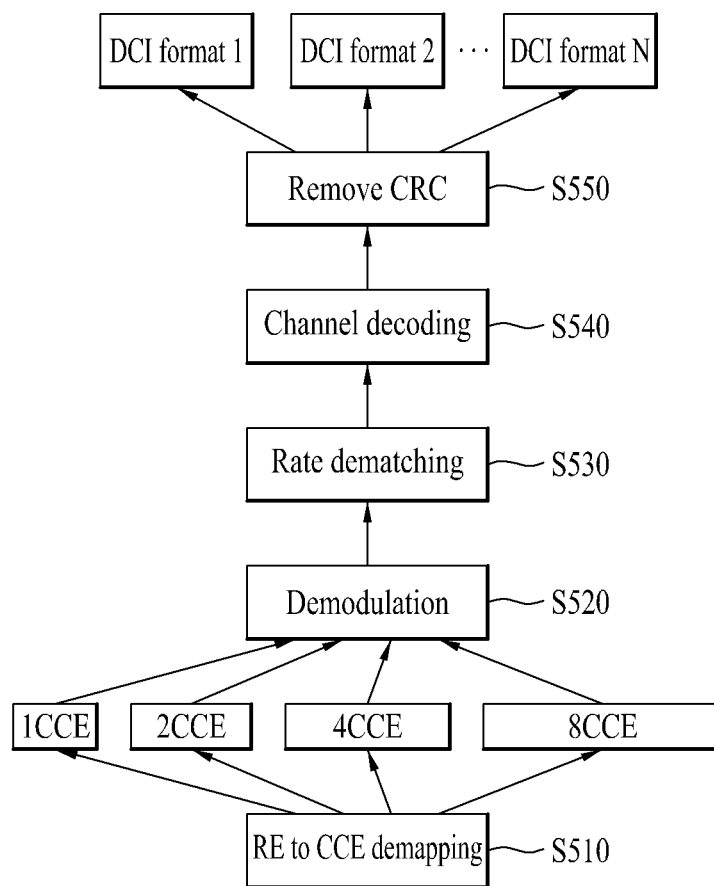 DCI format 1
DCI format 2
...
DCI format N
Remove CRC
S550
Channel decoding
S540
Rate dematching
S530
Demodulation
S520
1CCE
2CCE
4CCE
8CCE
RE to CCE demapping
S510